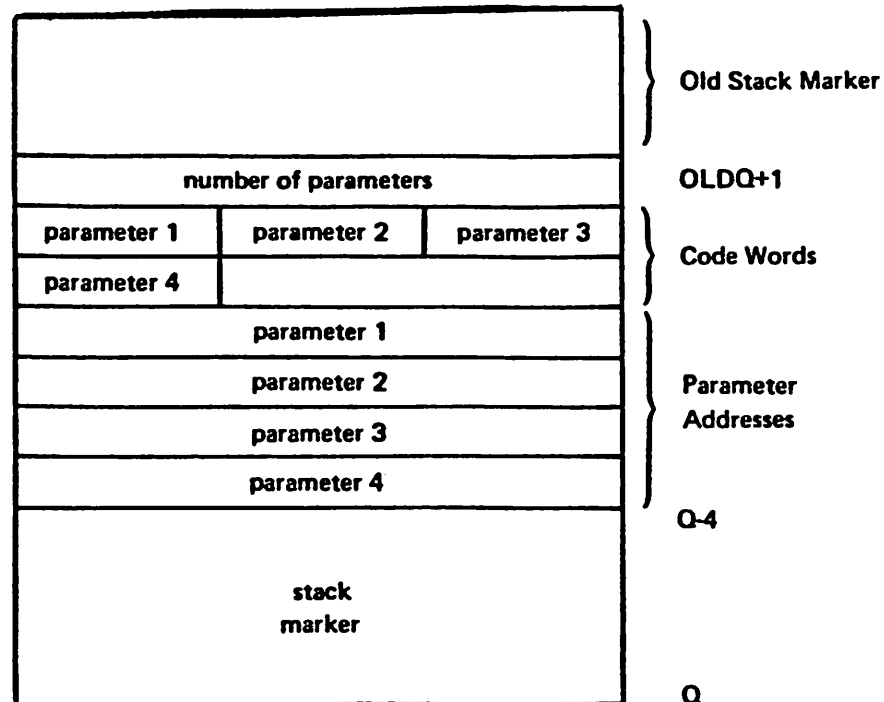 Old Stack Marker
number of parameters
OLDQ+1
parameter 1
parameter 2
parameter 3
Code Words
parameter 4
parameter 1
parameter 2
Parameter
Addresses
parameter 3
parameter 4
Q-4
stack
marker
Q